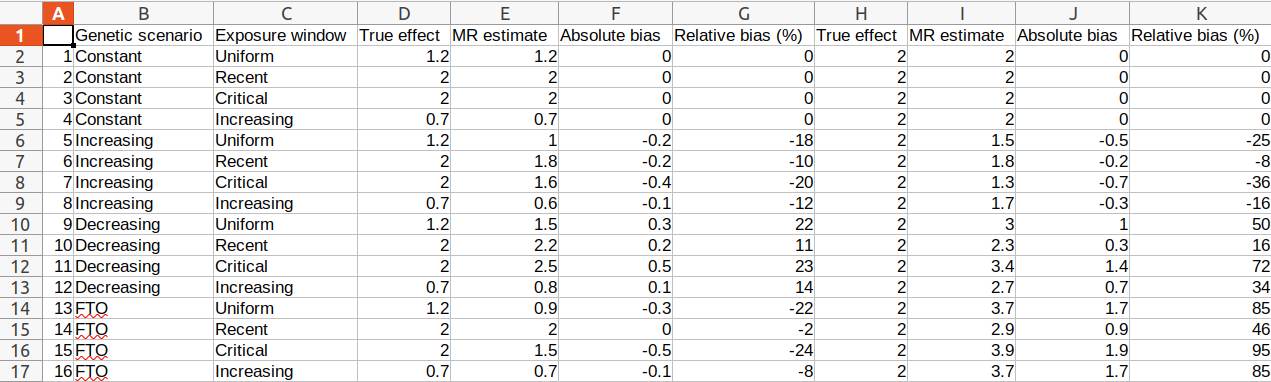 A B C D E F G H I J K
1 Genetic scenario Exposure window True effect MR estimate Absolute bias Relative bias (%) True effect MR estimate Absolute bias Relative bias (%)
2 1 Constant Uniform 1.2 1.2 0 0 2 2 0 0
3 2 Constant Recent 2 2 0 0 2 2 0 0
4 3 Constant Critical 2 2 0 0 2 2 0 0
5 4 Constant Increasing 0.7 0.7 0 0 2 2 0 0
6 5 Increasing Uniform 1.2 1 -0.2 -18 2 1.5 -0.5 -25
7 6 Increasing Recent 2 1.8 -0.2 -10 2 1.8 -0.2 -8
8 7 Increasing Critical 2 1.6 -0.4 -20 2 1.3 -0.7 -36
9 8 Increasing Increasing 0.7 0.6 -0.1 -12 2 1.7 -0.3 -16
10 9 Decreasing Uniform 1.2 1.5 0.3 22 2 3 1 50
11 10 Decreasing Recent 2 2.2 0.2 11 2 2.3 0.3 16
12 11 Decreasing Critical 2 2.5 0.5 23 2 3.4 1.4 72
13 12 Decreasing Increasing 0.7 0.8 0.1 14 2 2.7 0.7 34
14 13 FTO Uniform 1.2 0.9 -0.3 -22 2 3.7 1.7 85
15 14 FTO Recent 2 2 0 -2 2 2.9 0.9 46
16 15 FTO Critical 2 1.5 -0.5 -24 2 3.9 1.9 95
17 16 FTO Increasing 0.7 0.7 -0.1 -8 2 3.7 1.7 85